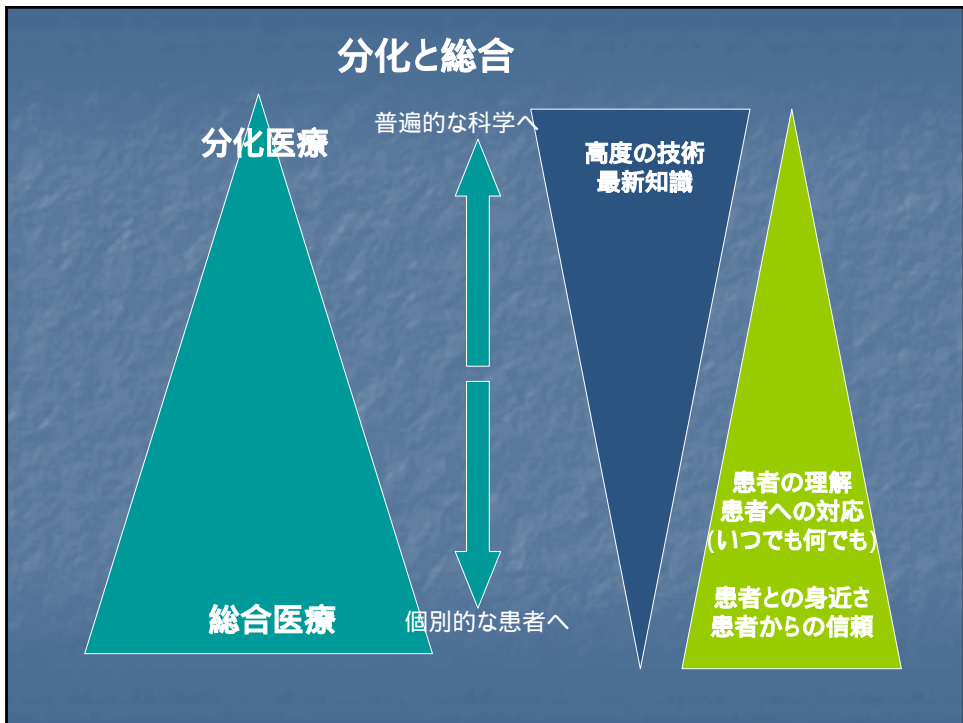 分化と総合
分化医療
普遍的な科学へ
高度の技術
最新知識
患者の理解
患者への対応
(いつでも何でも)
患者との身近さ
患者からの信頼
総合医療
個別的な患者へ